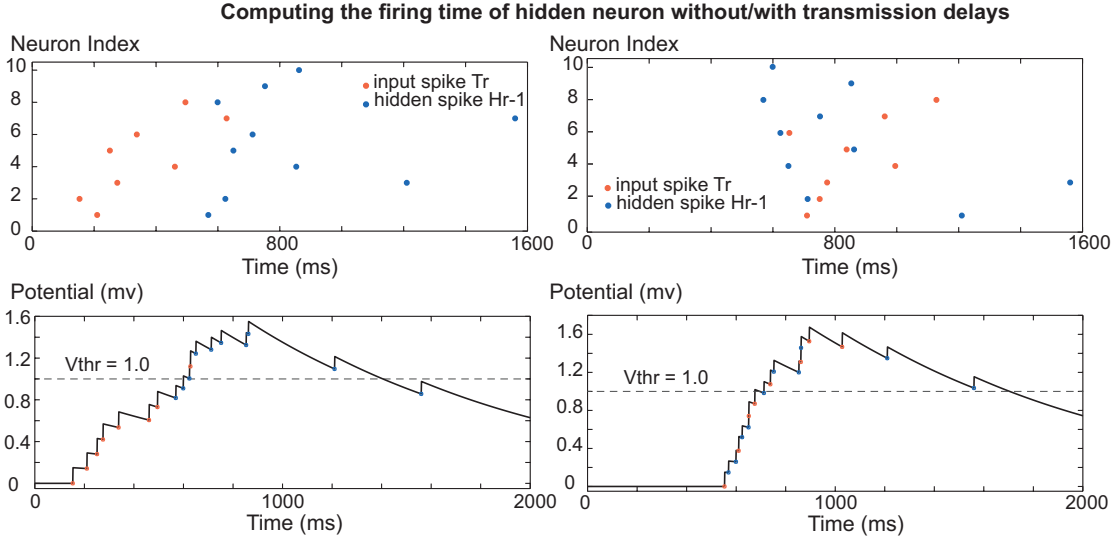 Computing the firing time of hidden neuron without/with transmission delays
Neuron Index
10
8
6
4
2
0
input spike Tr
hidden spike Hr-1
0
800
1600
Time (ms)
Neuron Index
10
8
6
4
2
0
input spike Tr
hidden spike Hr-1
0
800
1600
Time (ms)
Potential (mv)
1.6
1.2
0.8
0.4
0
Vthr = 1.0
0
1000
2000
Time (ms)
Potential (mv)
1.6
1.2
0.8
0.4
0
Vthr = 1.0
0
1000
2000
Time (ms)